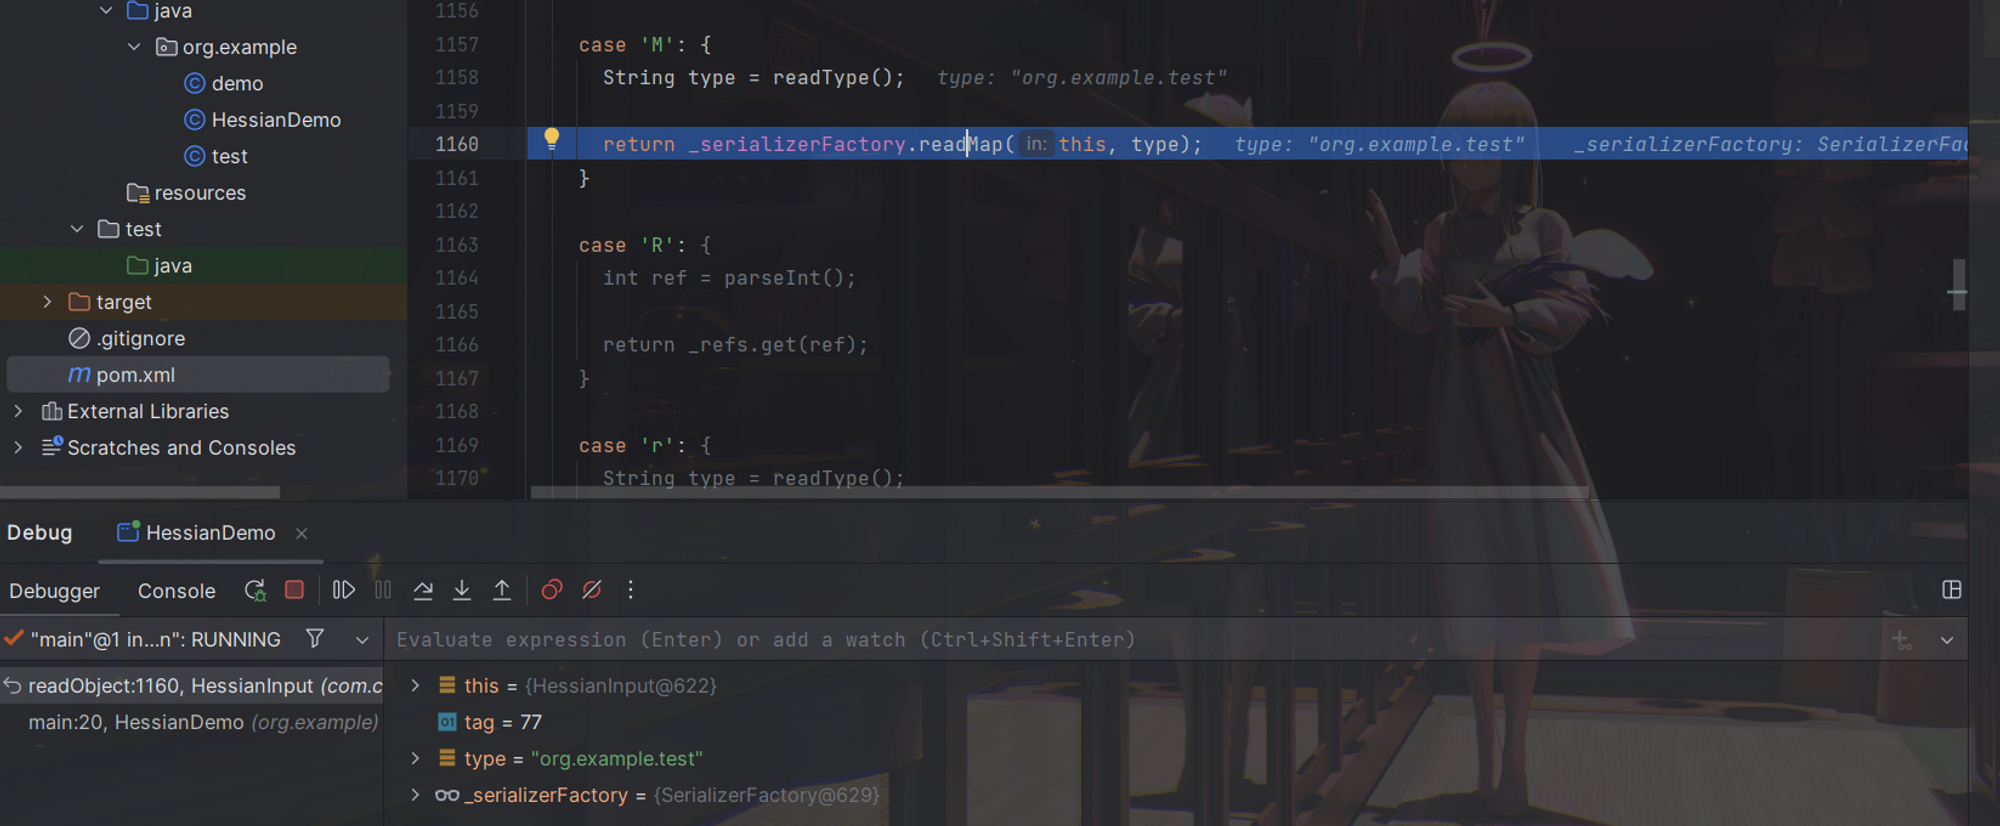 java
org.example
demo
HessianDemo
test
resources
test
java
target
.gitignore
pom.xml
External Libraries
Scratches and Consoles
1156
1157 case 'M': {
1158 String type = readType(); type: "org.example.test"
1159
1160 return _serializerFactory.readMap( in: this, type); type: "org.example.test" _serializerFactory: SerializerFac
1161 }
1162
1163 case 'R': {
1164 int ref = parseInt();
1165
1166 return _refs.get(ref);
1167 }
1168
1169 case 'r': {
1170 String type = readType();
Debug HessianDemo
Debugger Console
"main"@1 in...n": RUNNING
Evaluate expression (Enter) or add a watch (Ctrl+Shift+Enter)
readObject:1160, HessianInput (com.c
main:20, HessianDemo (org.example)
this = {HessianInput@622}
01 tag = 77
type = "org.example.test"
_serializerFactory = {SerializerFactory@629}